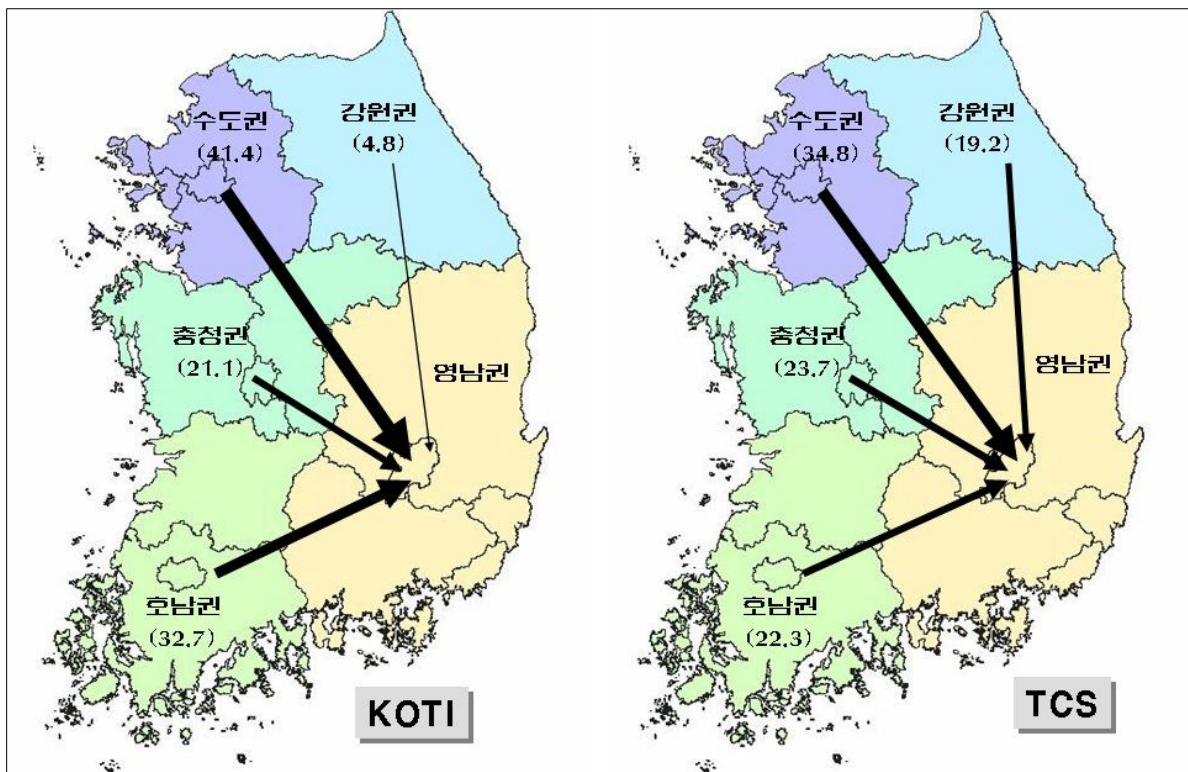 수도권
(41.4)
강원권
(4.8)
충청권
(21.1)
영남권
호남권
(32.7)
KOTI
수도권
(34.8)
강원권
(19.2)
충청권
(23.7)
영남권
호남권
(22.3)
TCS